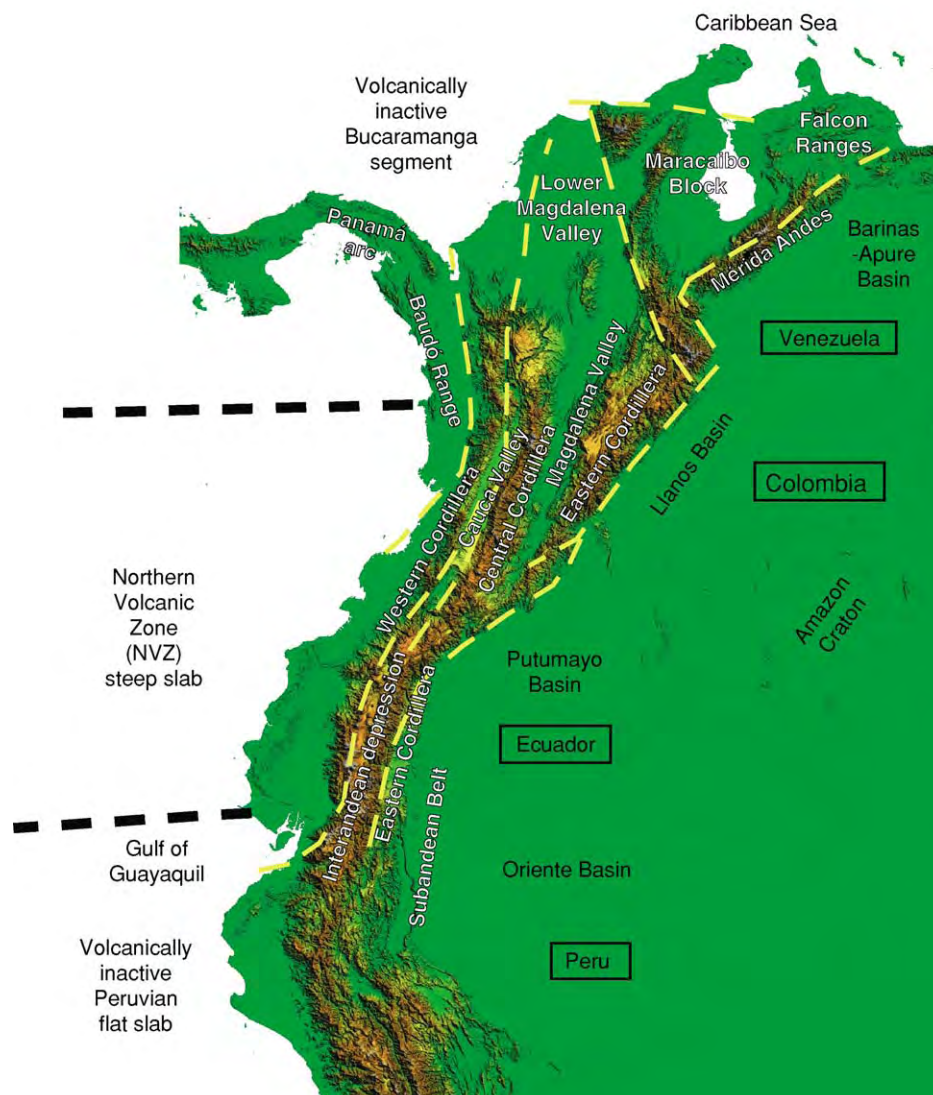 Caribbean Sea
Volcanically
inactive
Bucaramanga
segment
Falcon
Ranges
Maracaibo
Block
Lower
Magdalena
Valley
Panamá
arc
Merida Andes
Barinas
-Apure
Basin
Baudó Range
Venezuela
Magdalena Valley
Eastern Cordillera
Llanos Basin
Colombia
Western Cordillera
Cauca Valley
Central Cordillera
Northern
Volcanic
Zone
(NVZ)
steep slab
Amazon
Craton
Putumayo
Basin
Ecuador
Interandean depression
Eastern Cordillera
Subandean Belt
Gulf of
Guayaquil
Oriente Basin
Volcanically
inactive
Peruvian
flat slab
Peru